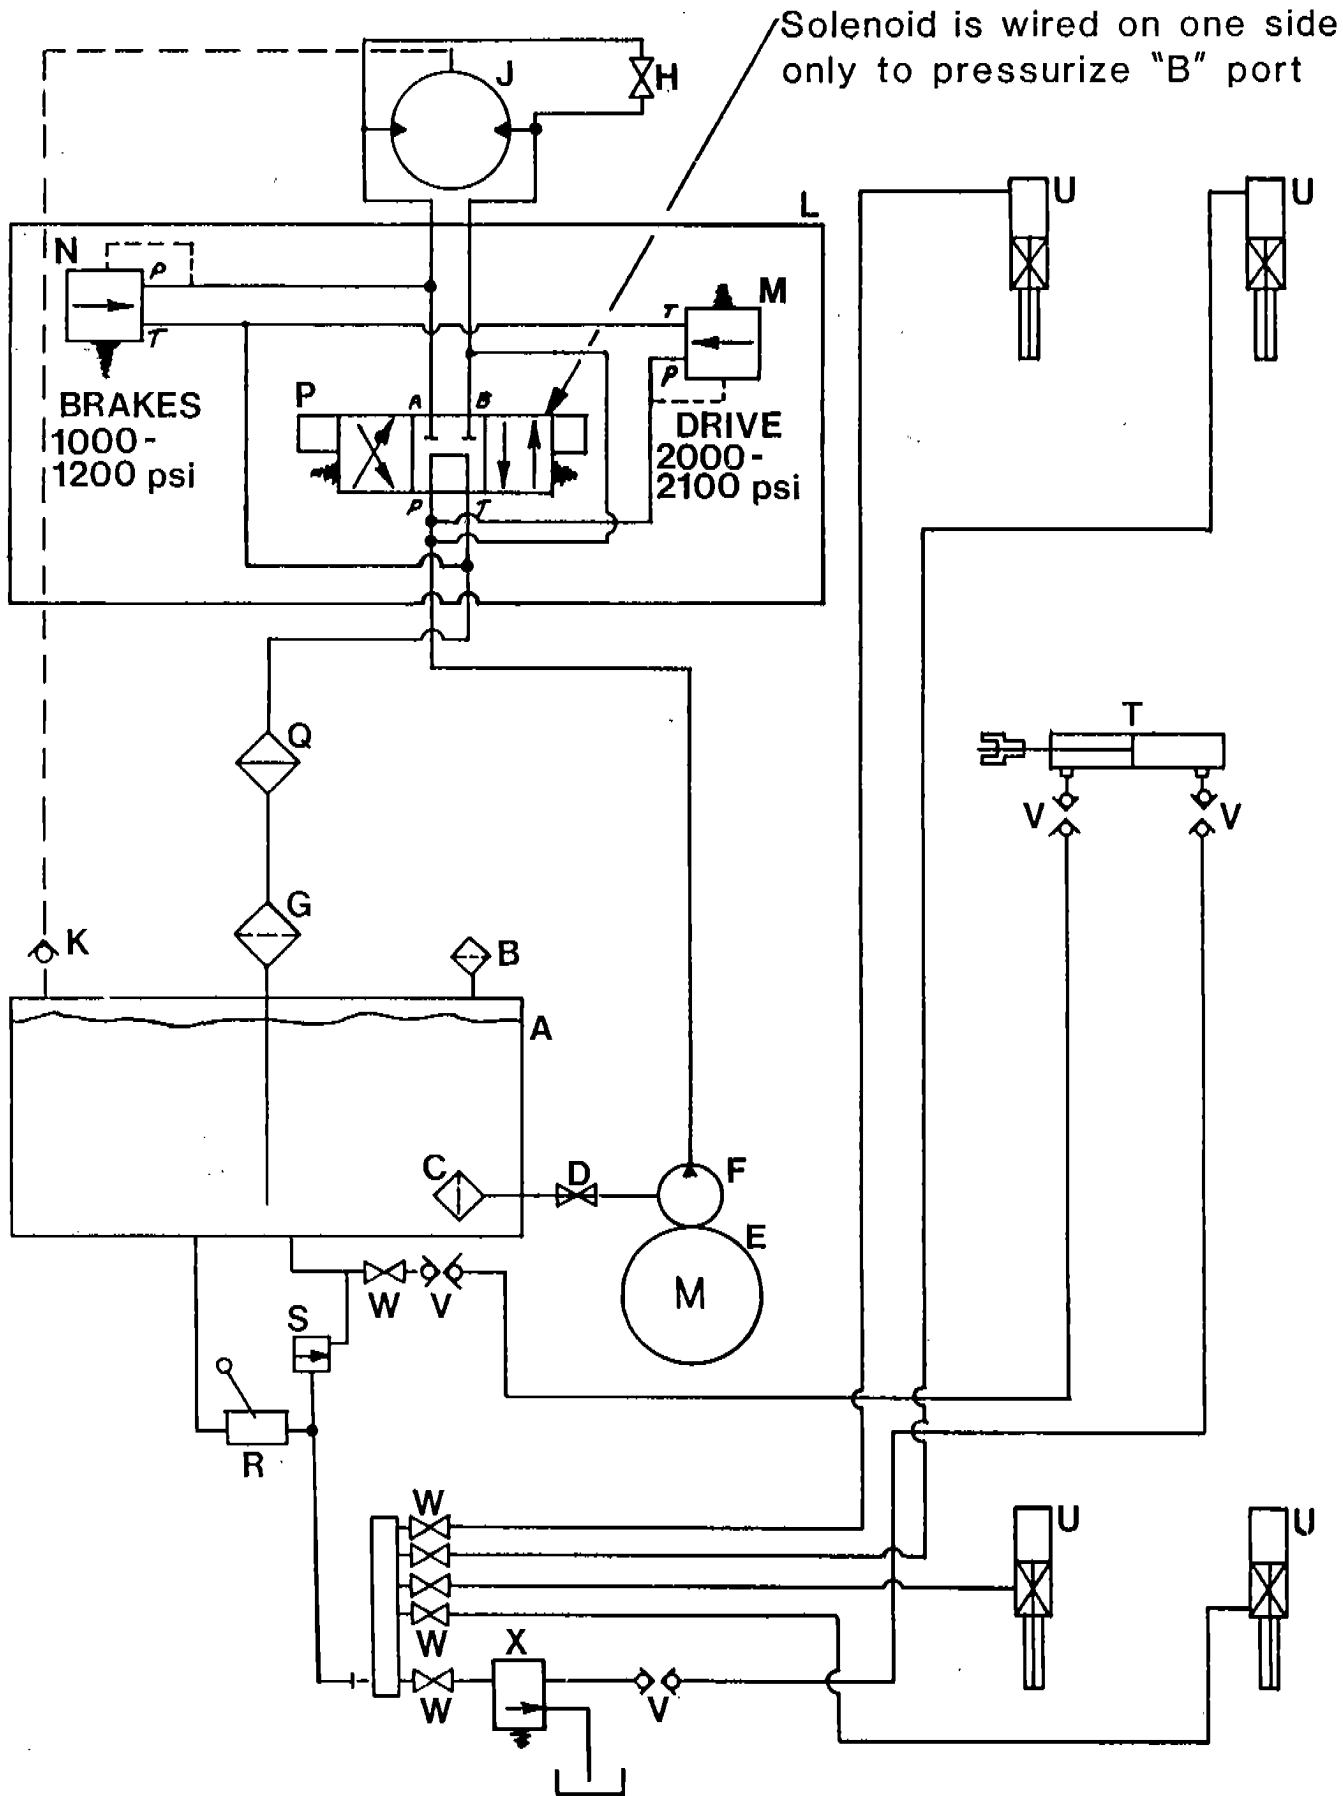 Solenoid is wired on one side
only to pressurize "B" port
J
H
U
U
L
N
P
T
M
T
P
P
A
B
BRAKES
1000-
1200 psi
DRIVE
2000-
2100 psi
P
T
Q
T
V
V
G
K
B
A
C
D
F
E
M
W
V
S
R
W
U
U
W
X
W
V